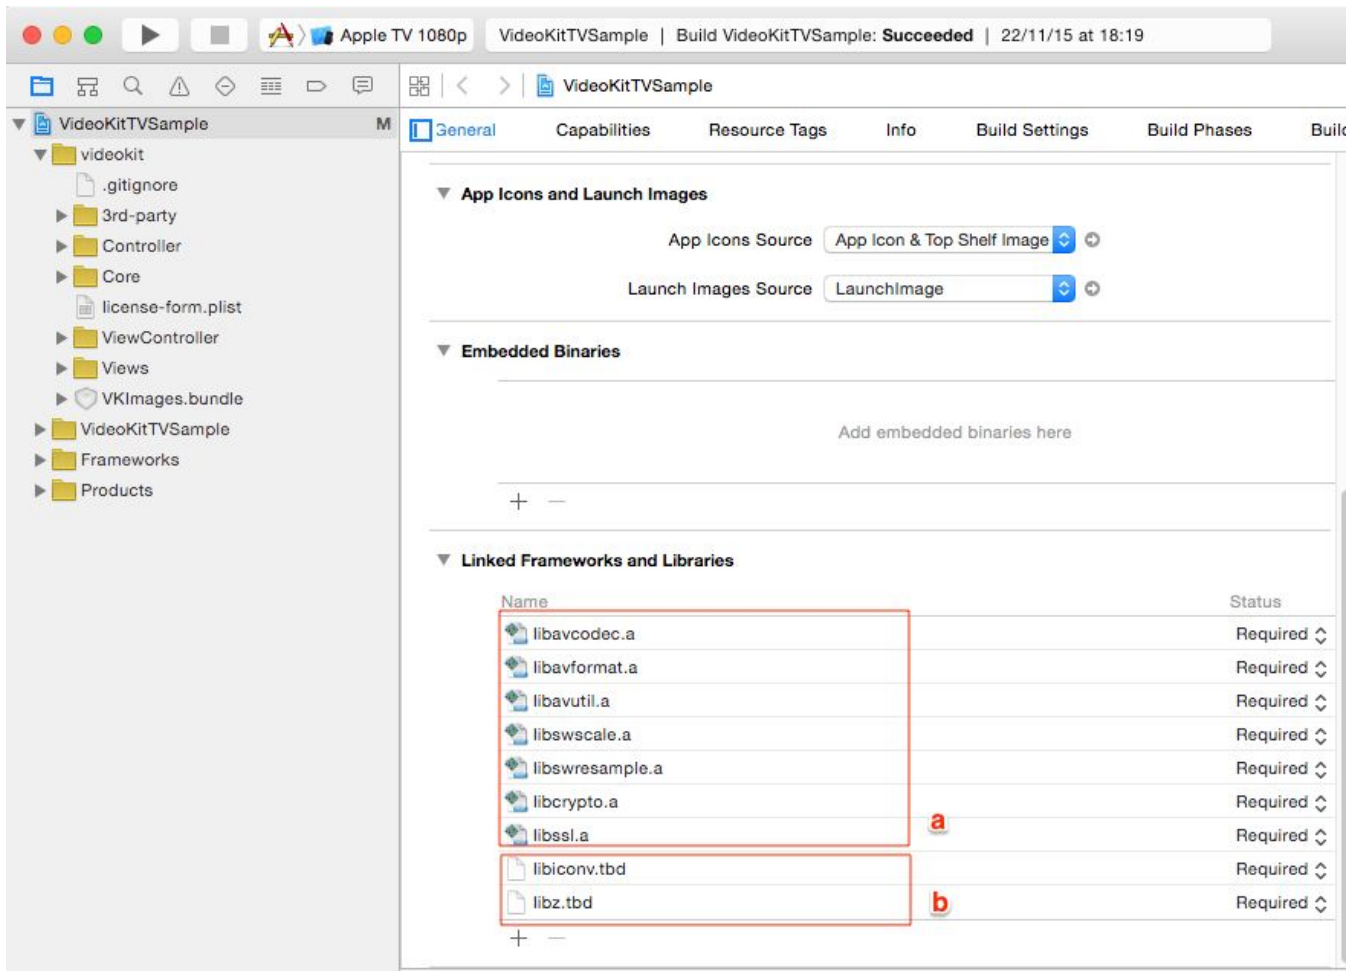 Apple TV 1080p
VideoKitTVSample | Build VideoKitTVSample: Succeeded | 22/11/15 at 18:19
VideoKitTVSample
VideoKitTVSample M
General Capabilities Resource Tags Info Build Settings Build Phases Build
videokit
.gitignore
3rd-party
Controller
Core
license-form.plist
ViewController
Views
VKImages.bundle
VideoKitTVSample
Frameworks
Products
App Icons and Launch Images
App Icons Source App Icon & Top Shelf Image
Launch Images Source LaunchImage
Embedded Binaries
Add embedded binaries here
Linked Frameworks and Libraries
Name Status
libavcodec.a Required
libavformat.a Required
libavutil.a Required
libswscale.a Required
libswresample.a Required
libcrypto.a Required
a
libssl.a Required
libiconv.tbd Required
libz.tbd b Required